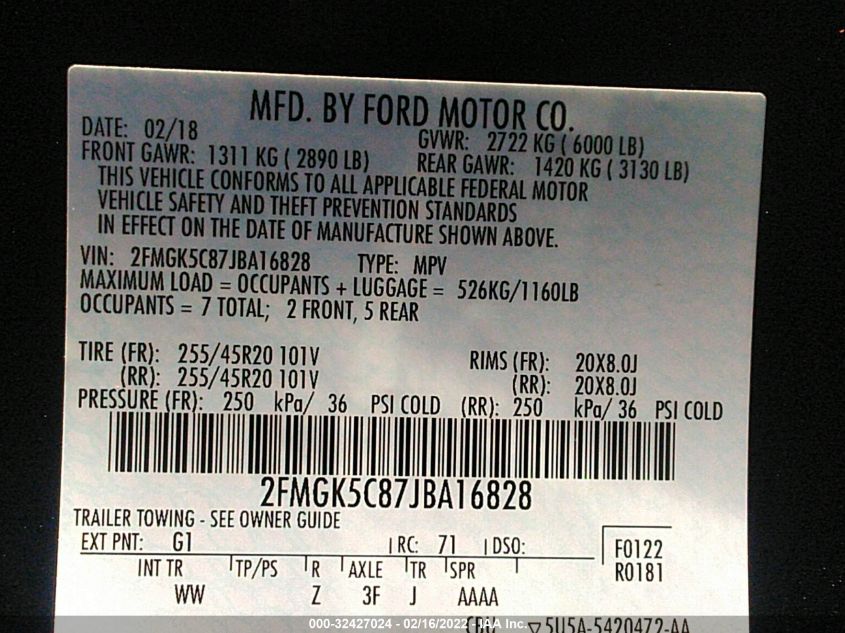 MFD. BY FORD MOTOR CO.
DATE: 02/18 GVWR: 2722 KG ( 6000 LB)
FRONT GAWR: 1311 KG ( 2890 LB) REAR GAWR: 1420 KG ( 3130 LB)
THIS VEHICLE CONFORMS TO ALL APPLICABLE FEDERAL MOTOR
VEHICLE SAFETY AND THEFT PREVENTION STANDARDS
IN EFFECT ON THE DATE OF MANUFACTURE SHOWN ABOVE.
VIN: 2FMGK5C87JBA16828 TYPE: MPV
MAXIMUM LOAD = OCCUPANTS + LUGGAGE = 526KG/1160LB
OCCUPANTS = 7 TOTAL; 2 FRONT, 5 REAR
TIRE (FR): 255/45R20 101V RIMS (FR): 20X8.0J
(RR): 255/45R20 101V (RR): 20X8.0J
PRESSURE (FR): 250 kPa/ 36 PSI COLD (RR): 250 kPa/ 36 PSI COLD
2FMGK5C87JBA16828
TRAILER TOWING - SEE OWNER GUIDE
EXT PNT: G1 RC: 71 DSO: F0122
INT TR TP/PS R AXLE TR SPR R0181
WW Z 3F J AAAA
5U5A-5420472-AA
000-32427024 - 02/16/2022 - IAA Inc.